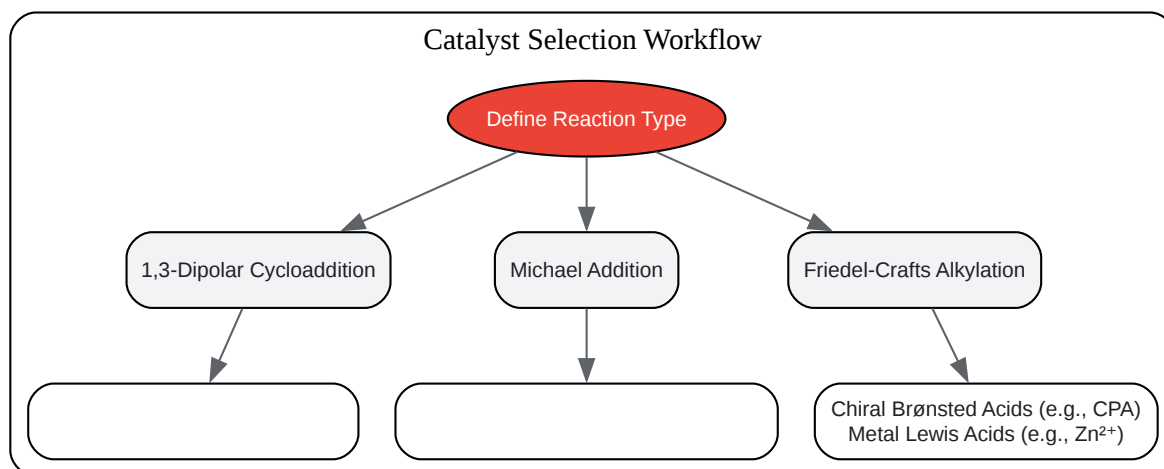 Catalyst Selection Workflow
Define Reaction Type
1,3-Dipolar Cycloaddition
Michael Addition
Friedel-Crafts Alkylation
Chiral Brønsted Acids (e.g., CPA)
Metal Lewis Acids (e.g., Zn²⁺)